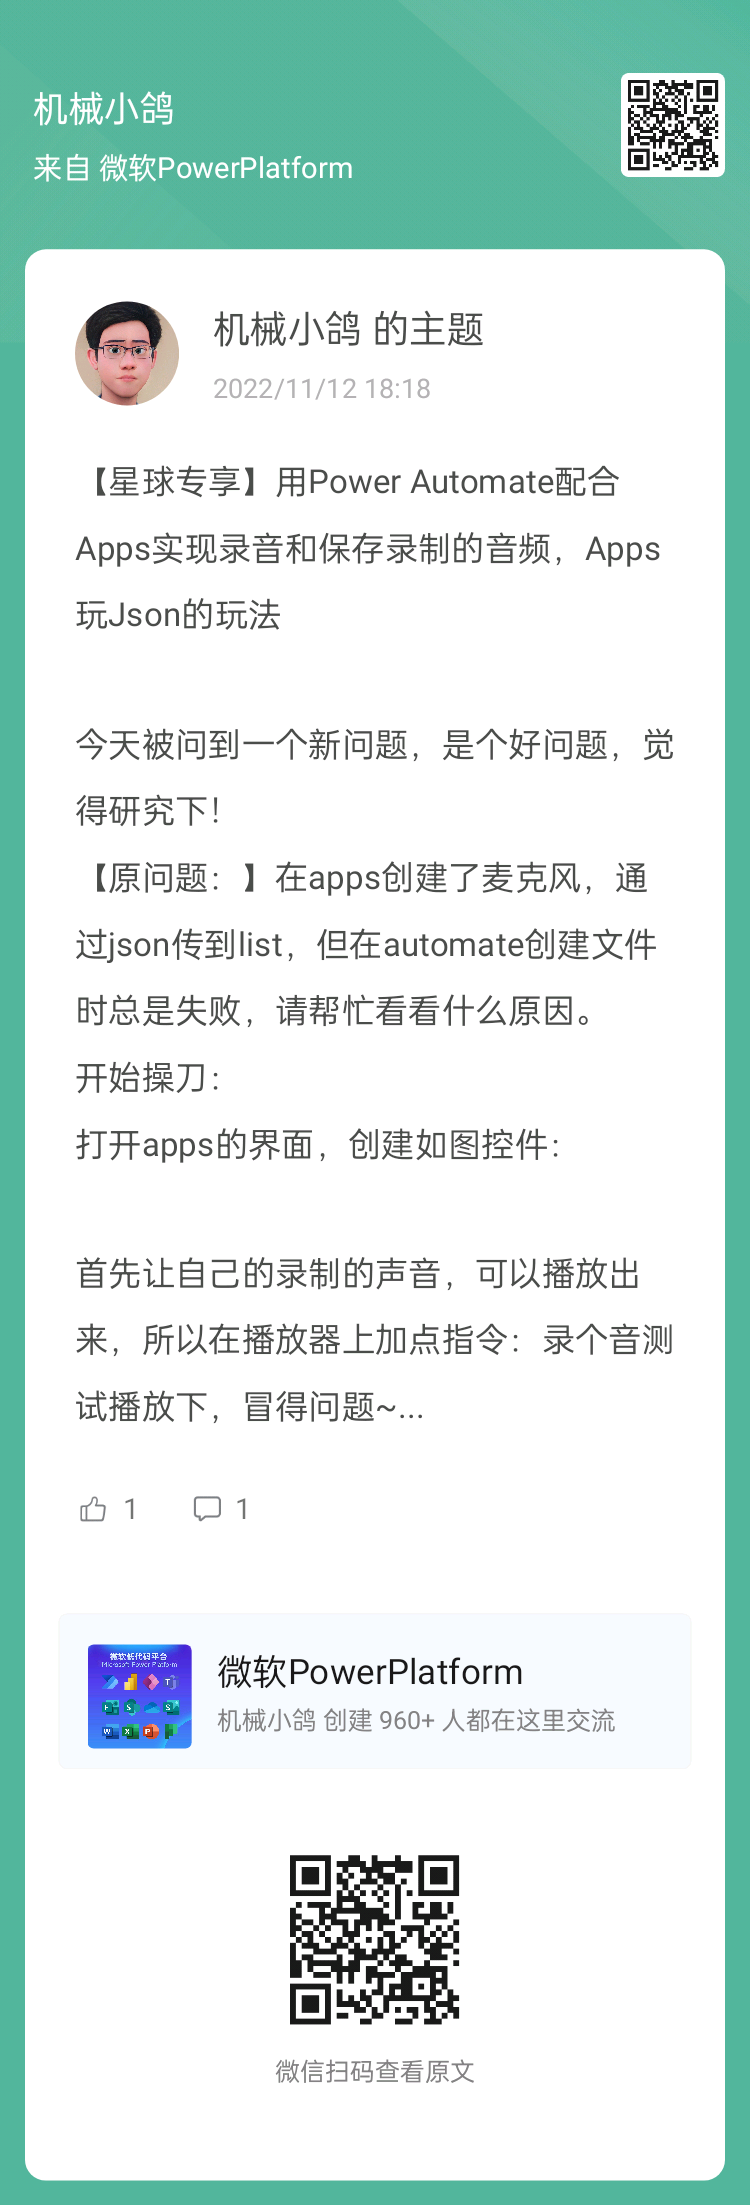 机械小鸽
来自 微软PowerPlatform
机械小鸽 的主题
2022/11/12 18:18
【星球专享】用Power Automate配合
Apps实现录音和保存录制的音频，Apps
玩Json的玩法
今天被问到一个新问题，是个好问题，觉
得研究下！
【原问题：】在apps创建了麦克风，通
过json传到list，但在automate创建文件
时总是失败，请帮忙看看什么原因。
开始操刀：
打开apps的界面，创建如图控件：
首先让自己的录制的声音，可以播放出
来，所以在播放器上加点指令：录个音测
试播放下，冒得问题~...
1 1
微软低代码平台
Microsoft Power Platform
微软PowerPlatform
机械小鸽 创建 960+ 人都在这里交流
微信扫码查看原文